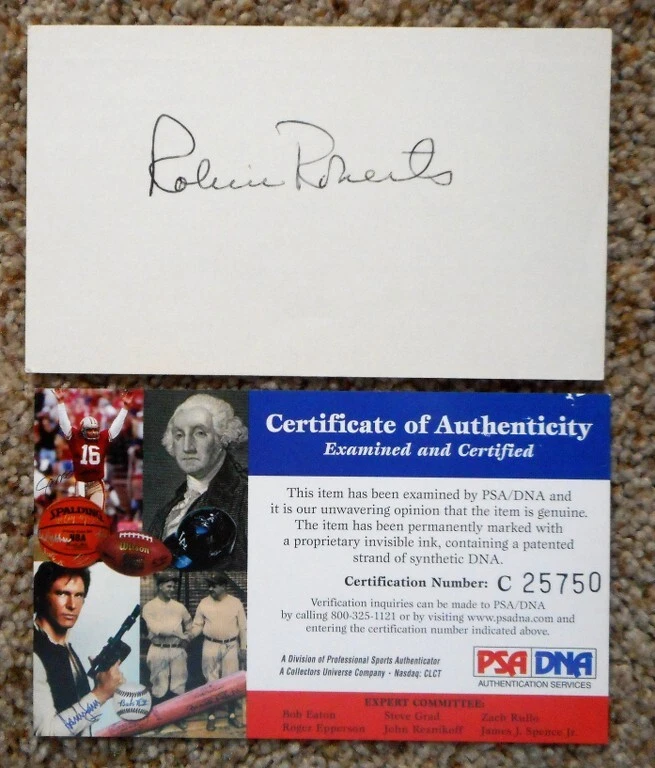 Robin Roberts
Certificate of Authenticity
Examined and Certified
This item has been examined by PSA/DNA and
it is our unwavering opinion that the item is genuine.
The item has been permanently marked with
a proprietary invisible ink, containing a patented
strand of synthetic DNA.
Certification Number: C 25750
Verification inquiries can be made to PSA/DNA
by calling 800-325-1121 or by visiting www.psadna.com and
entering the certification number indicated above.
A Division of Professional Sports Authenticator
A Collectors Universe Company - Nasdaq: CLCT
PSA DNA
AUTHENTICATION SERVICES
EXPERT COMMITTEE:
Bob Eaton Steve Grad Zach Rullo
Roger Epperson John Reznikoff James J. Spence Jr.
16
SPALDING
NBA
Wilson